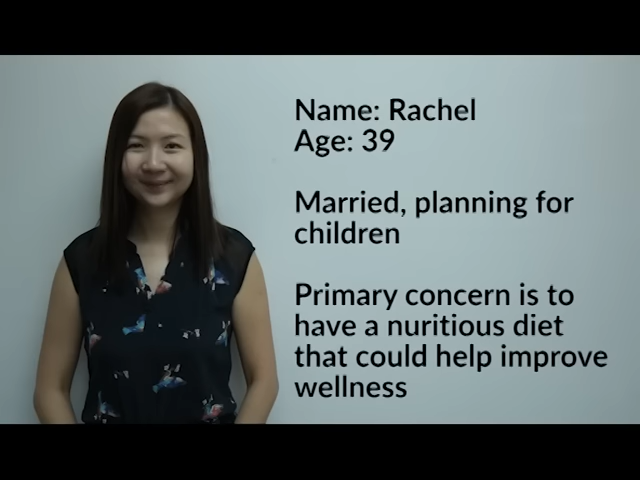 Name: Rachel
Age: 39
Married, planning for
children
Primary concern is to
have a nuritious diet
that could help improve
wellness